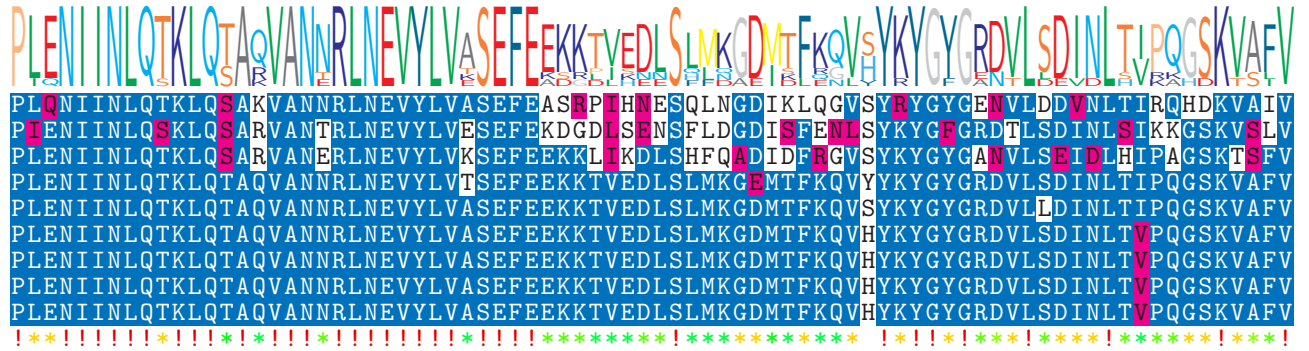 PLENIINLQTKLQTAQVANNRLNEVYLVASEFEEKKTVEDLSLMKGDMTFKQVSYKYGYGRDVLSDINLTIPQGSKVAFV
PLQNIINLQTKLQSAKVANNRLNEVYLVASEFEASRPIHNESQLNGDIKLQGVSYRYGYGENVLDDVNLTIRQHDKVAIV
PIENIINLQSKLQSARVANTRLNEVYLVESEFEKDGDLSENSFLDGDISFENLSYKYGFGRDTLSDINLSIKKGSKVSLV
PLENIINLQTKLQSARVANERLNEVYLVKSEFEEKKLIKDLSHFQADIDFRGVSYKYGYGANVLSEIDLHIPAGSKTSFV
PLENIINLQTKLQTAQVANNRLNEVYLVTSEFEEKKTVEDLSLMKGEMTFKQVYYKYGYGRDVLSDINLTIPQGSKVAFV
PLENIINLQTKLQTAQVANNRLNEVYLVASEFEEKKTVEDLSLMKGDMTFKQVSYKYGYGRDVLLDINLTIPQGSKVAFV
PLENIINLQTKLQTAQVANNRLNEVYLVASEFEEKKTVEDLSLMKGDMTFKQVHYKYGYGRDVLSDINLTVPQGSKVAFV
PLENIINLQTKLQTAQVANNRLNEVYLVASEFEEKKTVEDLSLMKGDMTFKQVHYKYGYGRDVLSDINLTVPQGSKVAFV
PLENIINLQTKLQTAQVANNRLNEVYLVASEFEEKKTVEDLSLMKGDMTFKQVHYKYGYGRDVLSDINLTVPQGSKVAFV
PLENIINLQTKLQTAQVANNRLNEVYLVASEFEEKKTVEDLSLMKGDMTFKQVHYKYGYGRDVLSDINLTVPQGSKVAFV
!**!!!!!!*!!!*!*!!!*!!!!!!!!*!!!!********!*********** !*!!*!***!****!******!***!